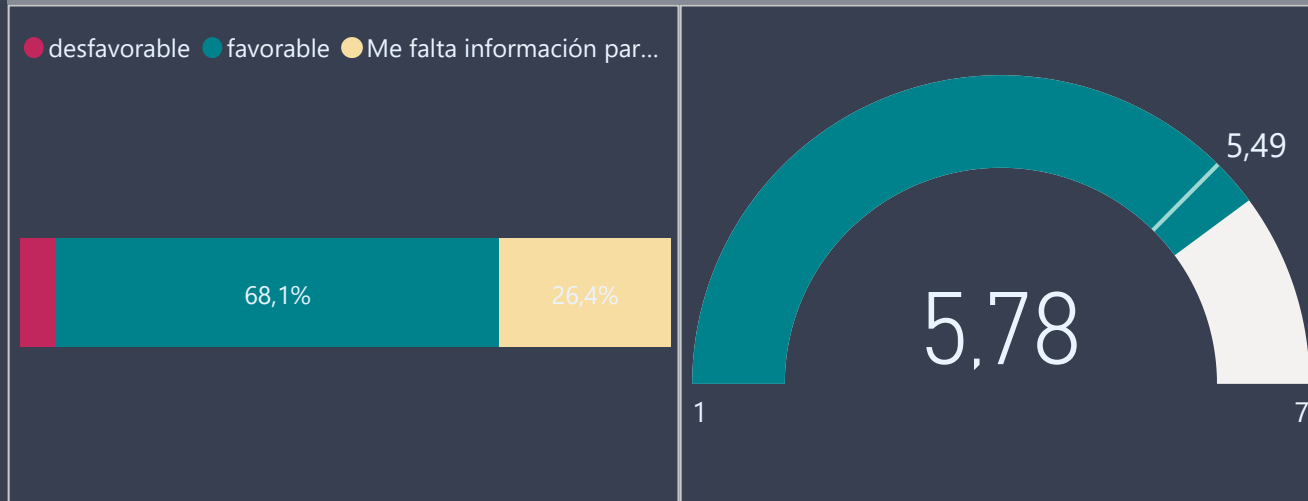 desfavorable favorable Me falta información par...
68,1% 26,4%
5,49
5,78
1 7